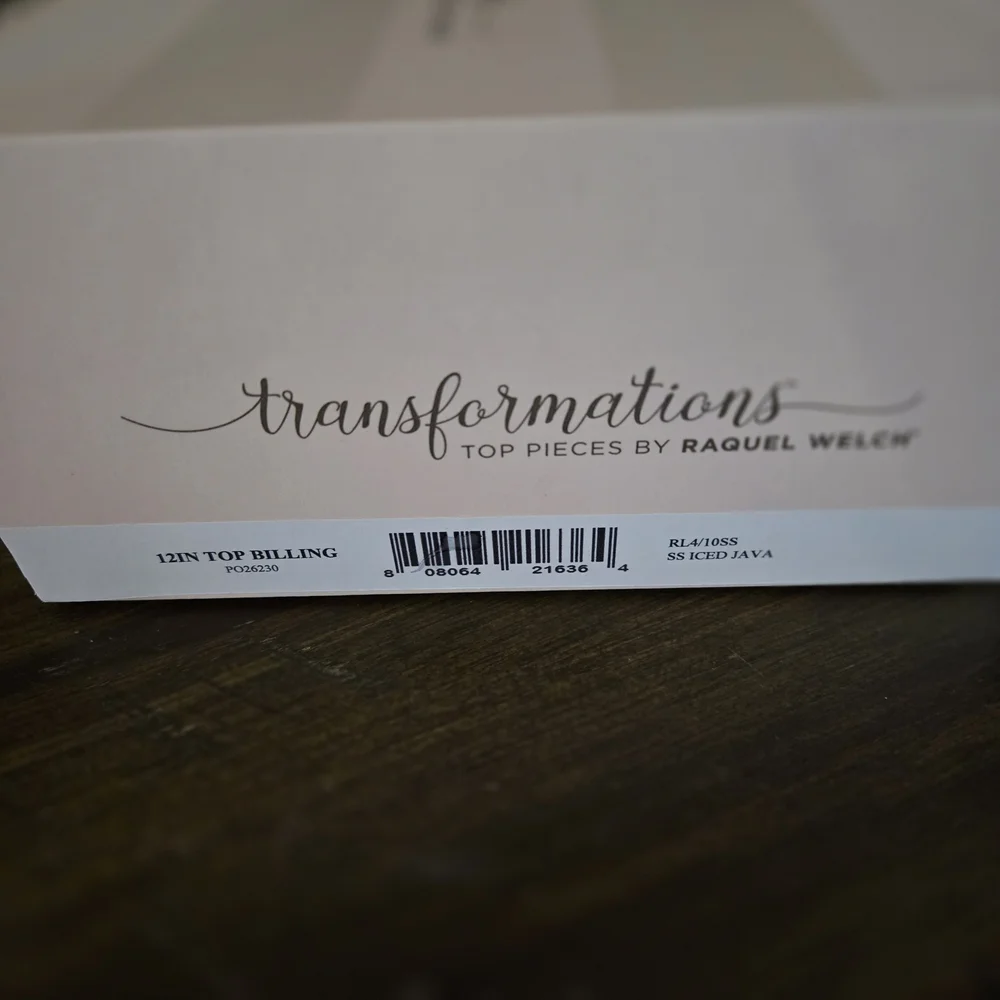 transformations
TOP PIECES BY RAQUEL WELCH
12IN TOP BILLING
PO26230
8 08064 21636 4
RL4/10SS
SS ICED JAVA